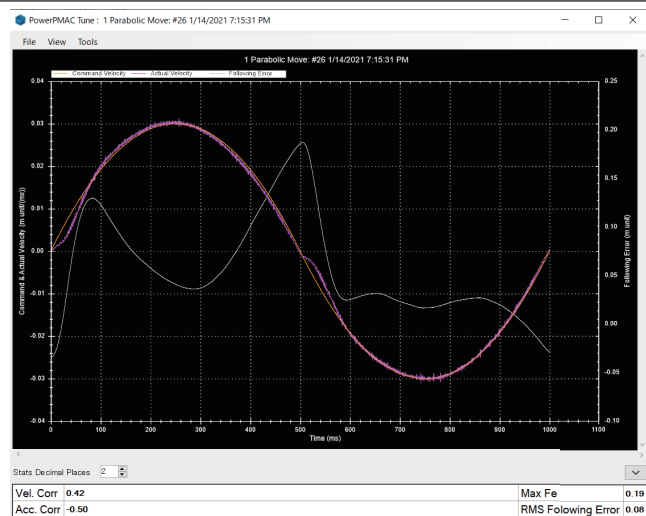 PowerPMAC Tune : 1 Parabolic Move: #26 1/14/2021 7:15:31 PM
File View Tools
1 Parabolic Move: #26 1/14/2021 7:15:31 PM
Command Velocity Actual Velocity Following Error
0.04 0.25
0.03 0.20
0.02 0.15
0.01 0.10
0.00 0.05
-0.01 0.00
-0.02 -0.05
-0.03
-0.04 -0.10
Command & Actual Velocity (m unit/(ms))
Following Error (m unit)
0 100 200 300 400 500 600 700 800 900 1000 1100
Time (ms)
Stats Decimal Places 2
Vel. Corr 0.42 Max Fe 0.19
Acc. Corr -0.50 RMS Folowing Error 0.08